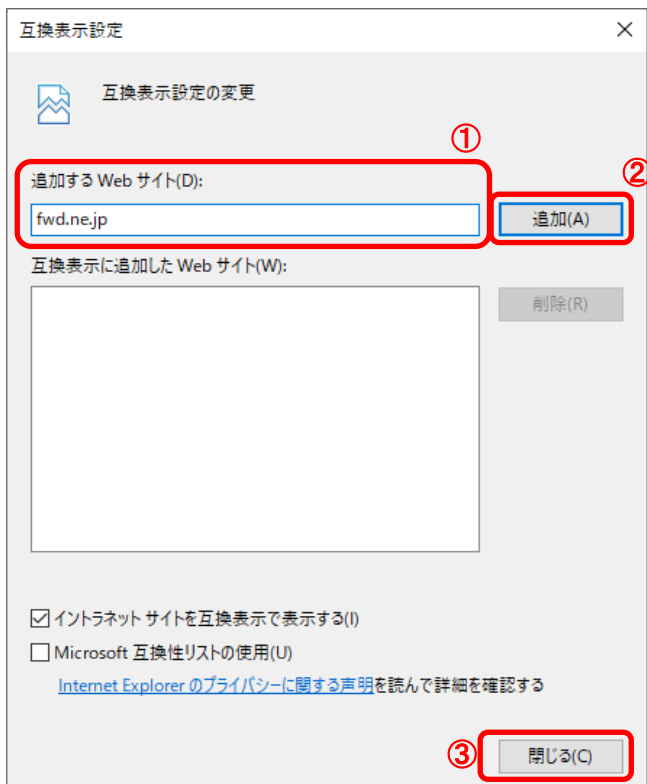 互換表示設定
互換表示設定の変更
①
追加する Web サイト(D):
②
fwd.ne.jp
追加(A)
互換表示に追加した Web サイト(W):
削除(R)
イントラネット サイトを互換表示で表示する(I)
Microsoft 互換性リストの使用(U)
Internet Explorer のプライバシーに関する声明を読んで詳細を確認する
③
閉じる(C)